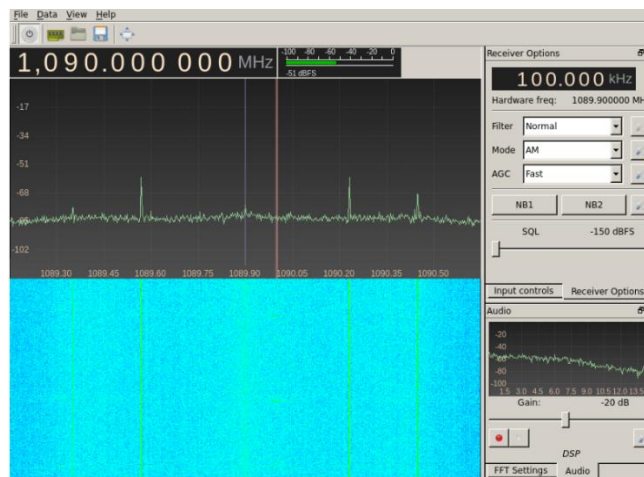 File Data View Help
1,090.000 000 MHz
-100 -80 -60 -40 -20 0
-51 dBFS
-17
-34
-51
-68
-85
-102
1089.30 1089.45 1089.60 1089.75 1089.90 1090.05 1090.20 1090.35 1090.50
Receiver Options
100.000 kHz
Hardware freq: 1089.900000 MH
Filter Normal
Mode AM
AGC Fast
NB1 NB2
SQL -150 dBFS
Input controls Receiver Options
Audio
-20
-40
-60
-80
-100
1.5 3.0 4.5 6.0 7.5 9.0 10.5 12.0 13.5
Gain: -20 dB
DSP
FFT Settings Audio